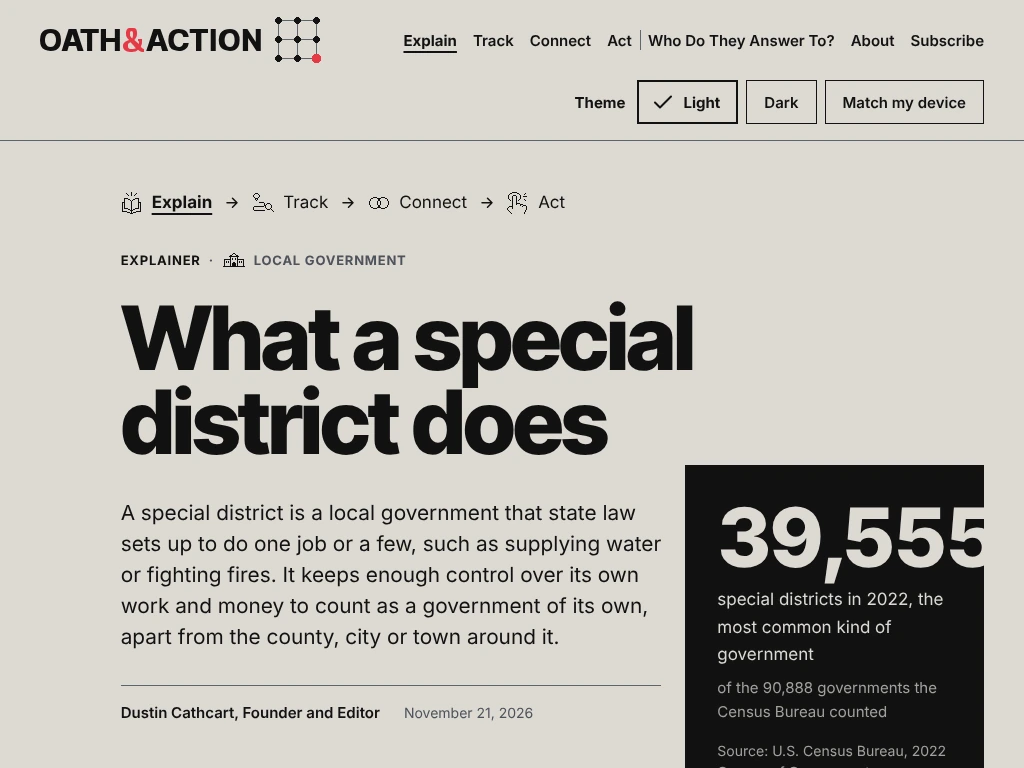 OATH&ACTION
Explain Track Connect Act Who Do They Answer To? About Subscribe
Theme Light Dark Match my device
Explain → Track → Connect → Act
EXPLAINER · LOCAL GOVERNMENT
What a special
district does
A special district is a local government that state law
sets up to do one job or a few, such as supplying water
or fighting fires. It keeps enough control over its own
work and money to count as a government of its own,
apart from the county, city or town around it.
Dustin Cathcart, Founder and Editor November 21, 2026
39,555
special districts in 2022, the
most common kind of
government
of the 90,888 governments the
Census Bureau counted
Source: U.S. Census Bureau, 2022